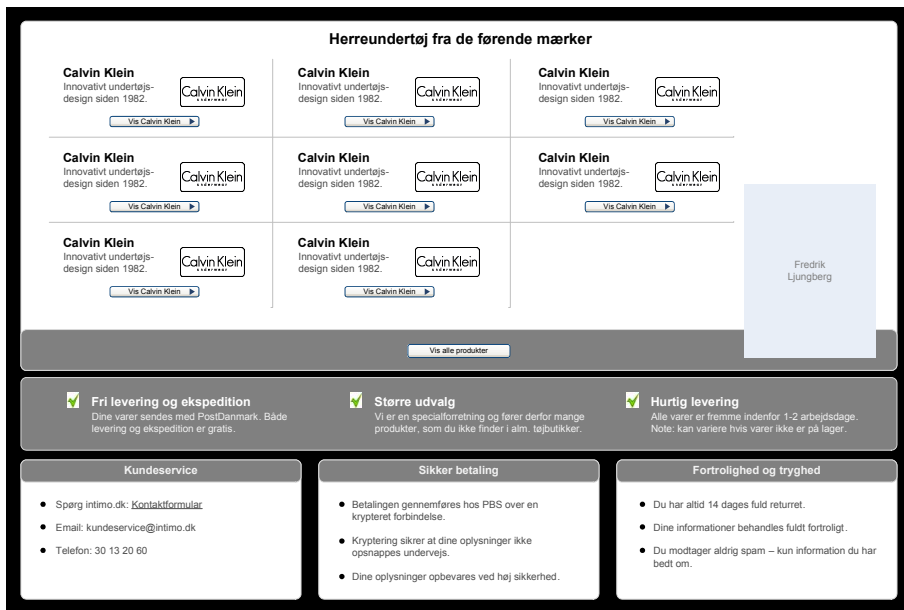 Herreundertøj fra de førende mærker
Calvin Klein
Innovativt undertøjs-
design siden 1982.
Calvin Klein
underwear
Vis Calvin Klein
Calvin Klein
Innovativt undertøjs-
design siden 1982.
Calvin Klein
underwear
Vis Calvin Klein
Calvin Klein
Innovativt undertøjs-
design siden 1982.
Calvin Klein
underwear
Vis Calvin Klein
Calvin Klein
Innovativt undertøjs-
design siden 1982.
Calvin Klein
underwear
Vis Calvin Klein
Calvin Klein
Innovativt undertøjs-
design siden 1982.
Calvin Klein
underwear
Vis Calvin Klein
Calvin Klein
Innovativt undertøjs-
design siden 1982.
Calvin Klein
underwear
Vis Calvin Klein
Calvin Klein
Innovativt undertøjs-
design siden 1982.
Calvin Klein
underwear
Vis Calvin Klein
Calvin Klein
Innovativt undertøjs-
design siden 1982.
Calvin Klein
underwear
Vis Calvin Klein
Fredrik
Ljungberg
Vis alle produkter
Fri levering og ekspedition
Dine varer sendes med PostDanmark. Både
levering og ekspedition er gratis.
Større udvalg
Vi er en specialforretning og fører derfor mange
produkter, som du ikke finder i alm. tøjbutikker.
Hurtig levering
Alle varer er fremme indenfor 1-2 arbejdsdage.
Note: kan variere hvis varer ikke er på lager.
Kundeservice
Spørg intimo.dk: Kontaktformular
Email: kundeservice@intimo.dk
Telefon: 30 13 20 60
Sikker betaling
Betalingen gennemføres hos PBS over en
krypteret forbindelse.
Kryptering sikrer at dine oplysninger ikke
opsnappes undervejs.
Dine oplysninger opbevares ved høj sikkerhed.
Fortrolighed og tryghed
Du har altid 14 dages fuld returret.
Dine informationer behandles fuldt fortroligt.
Du modtager aldrig spam – kun information du har
bedt om.